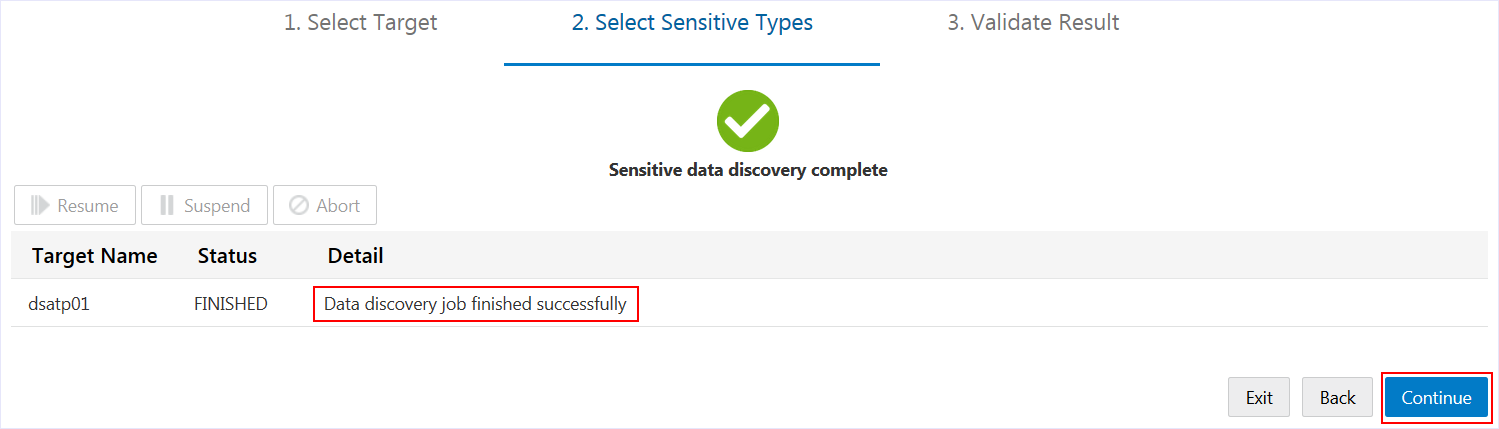 1. Select Target 2. Select Sensitive Types 3. Validate Result
Sensitive data discovery complete
Resume Suspend Abort
Target Name Status Detail
dsatp01 FINISHED Data discovery job finished successfully
Exit Back Continue